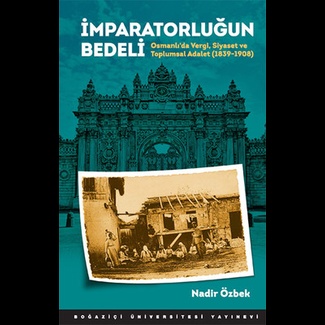 İMPARATORLUĞUN
BEDELİ
Osmanlı'da Vergi, Siyaset ve
Toplumsal Adalet (1839-1908)
Nadir Özbek
BOĞAZİÇİ ÜNİVERSİTESİ YAYINEVİ